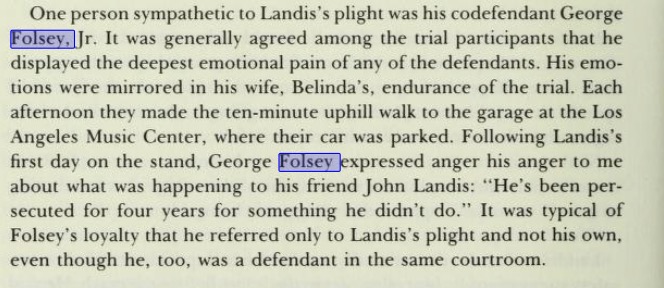 One person sympathetic to Landis's plight was his codefendant George
Folsey, Jr. It was generally agreed among the trial participants that he
displayed the deepest emotional pain of any of the defendants. His emo-
tions were mirrored in his wife, Belinda's, endurance of the trial. Each
afternoon they made the ten-minute uphill walk to the garage at the Los
Angeles Music Center, where their car was parked. Following Landis's
first day on the stand, George Folsey expressed anger his anger to me
about what was happening to his friend John Landis: "He's been per-
secuted for four years for something he didn't do." It was typical of
Folsey's loyalty that he referred only to Landis's plight and not his own,
even though he, too, was a defendant in the same courtroom.